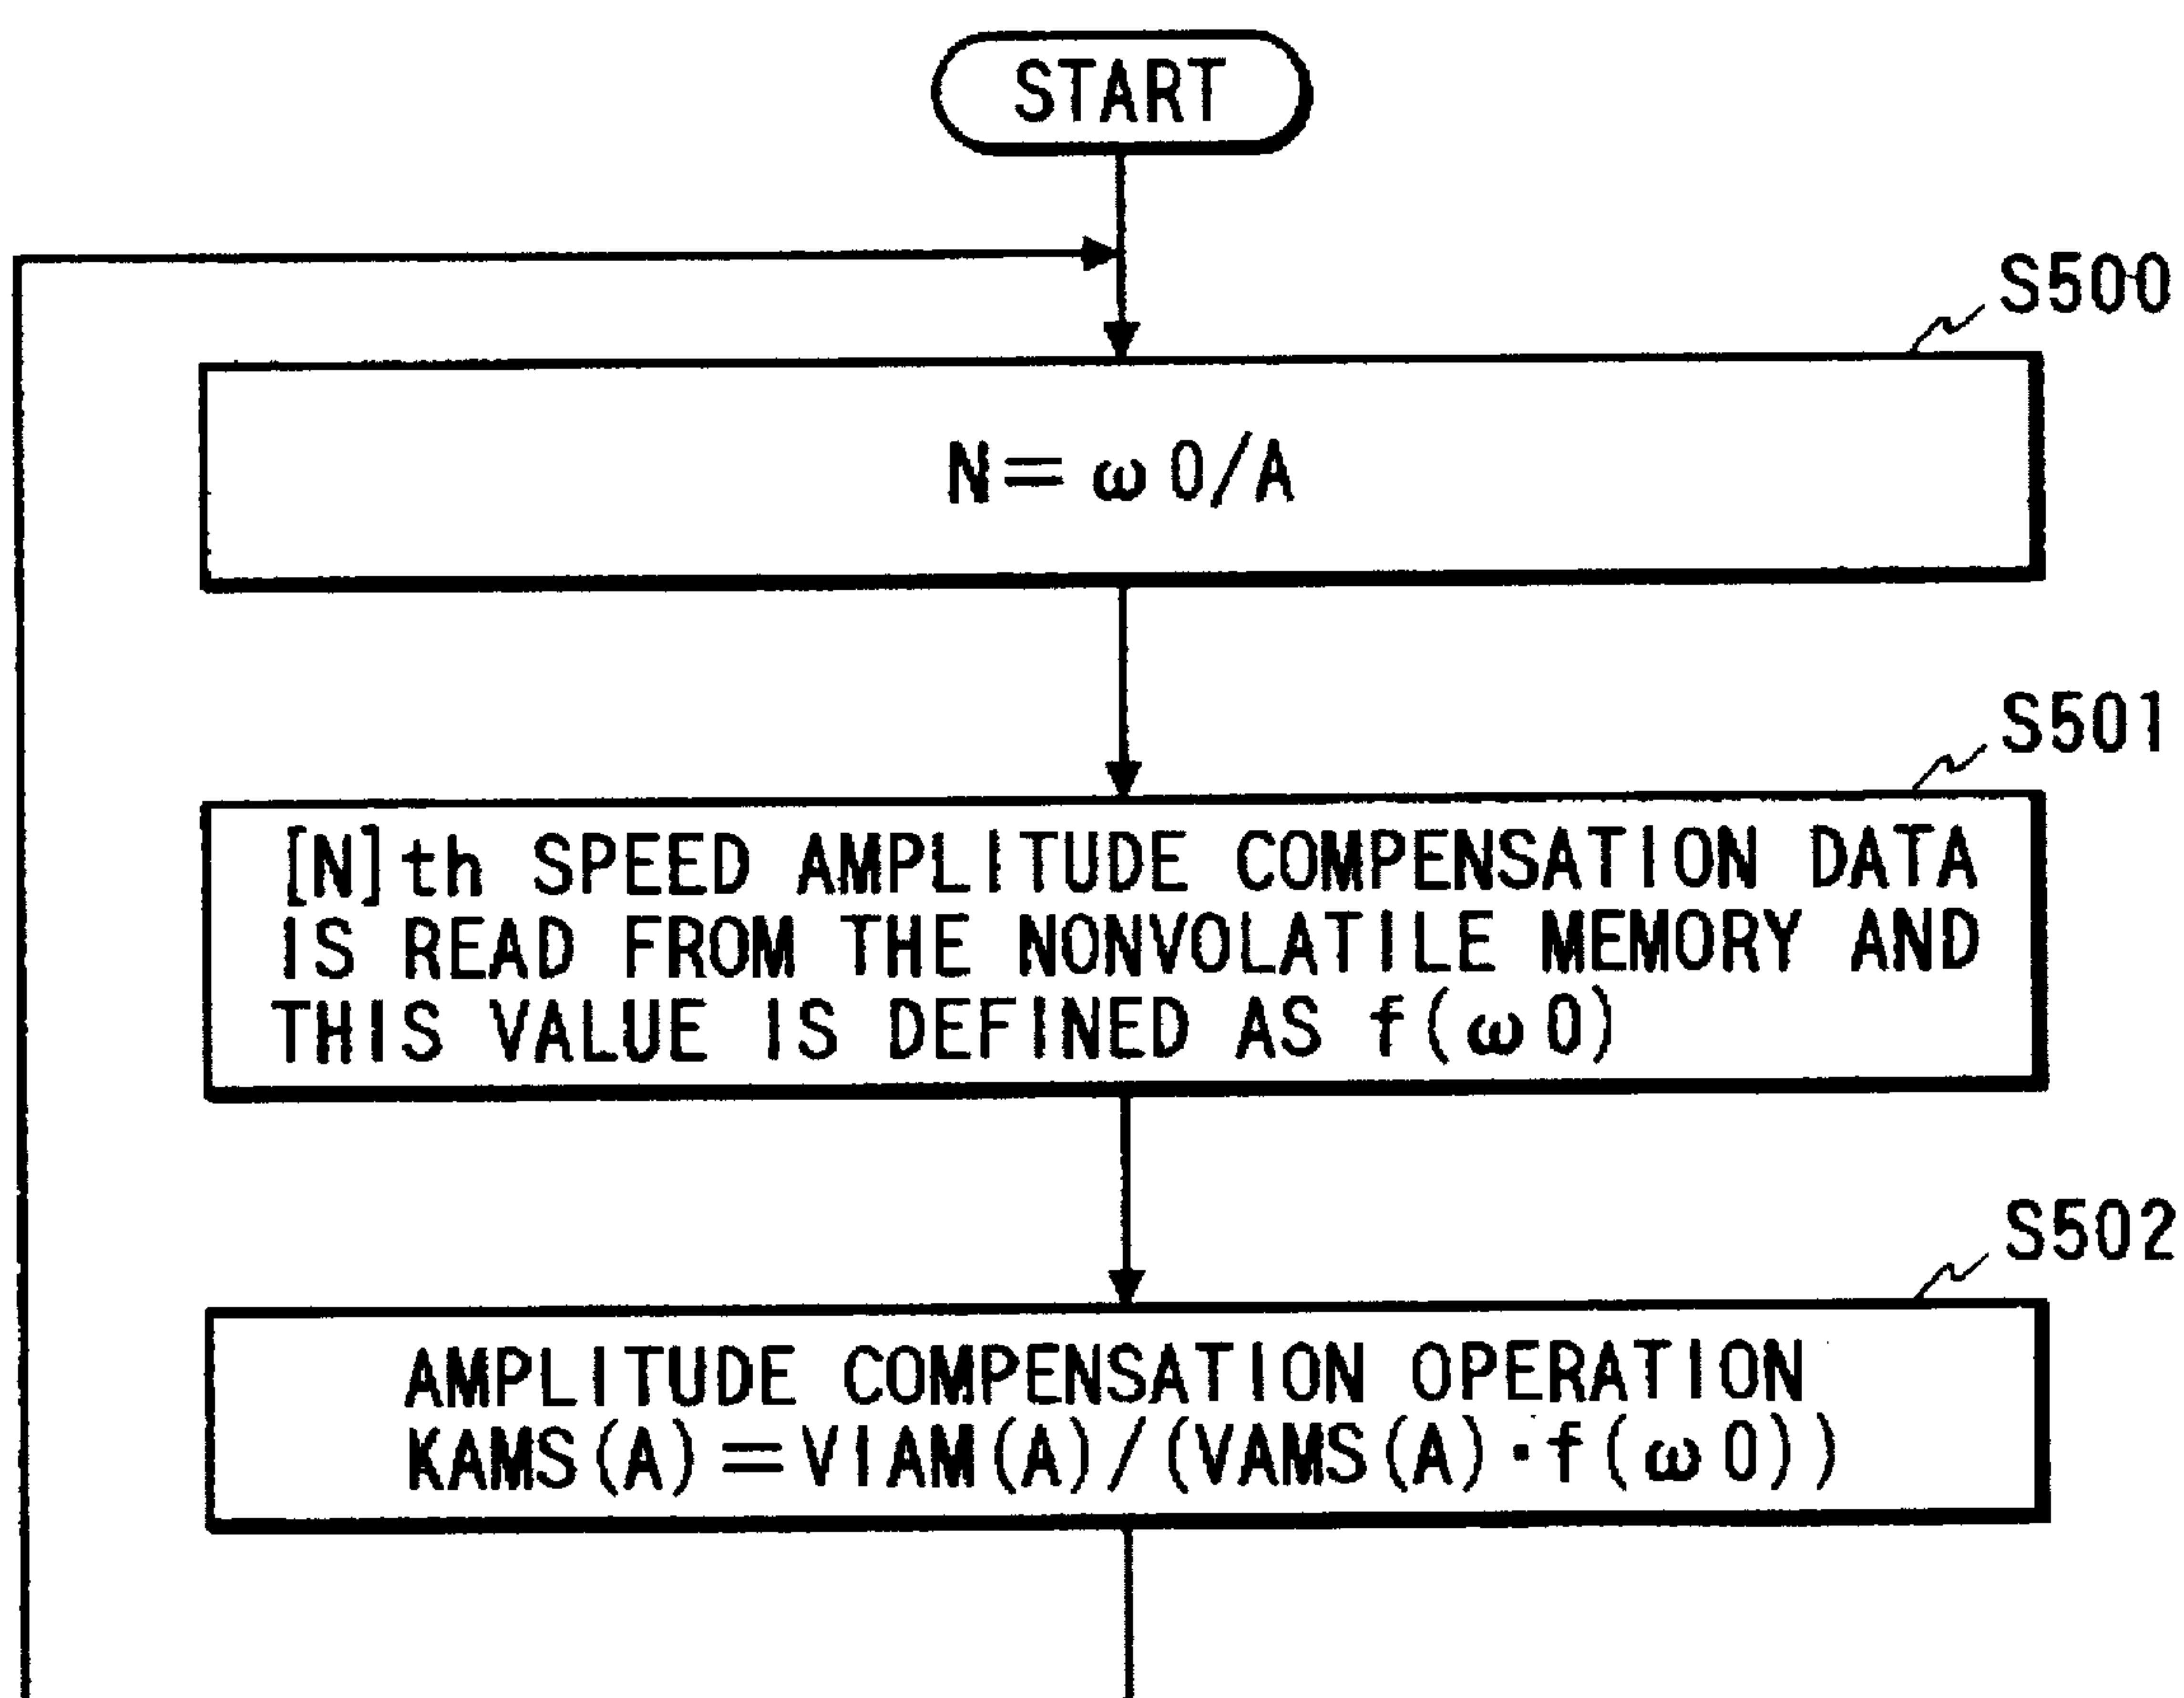 START
S500
N=ω0/A
S501
[N]th SPEED AMPLITUDE COMPENSATION DATA
IS READ FROM THE NONVOLATILE MEMORY AND
THIS VALUE IS DEFINED AS f(ω0)
S502
AMPLITUDE COMPENSATION OPERATION
KAMS(A)=VIAM(A)/(VAMS(A)·f(ω0))